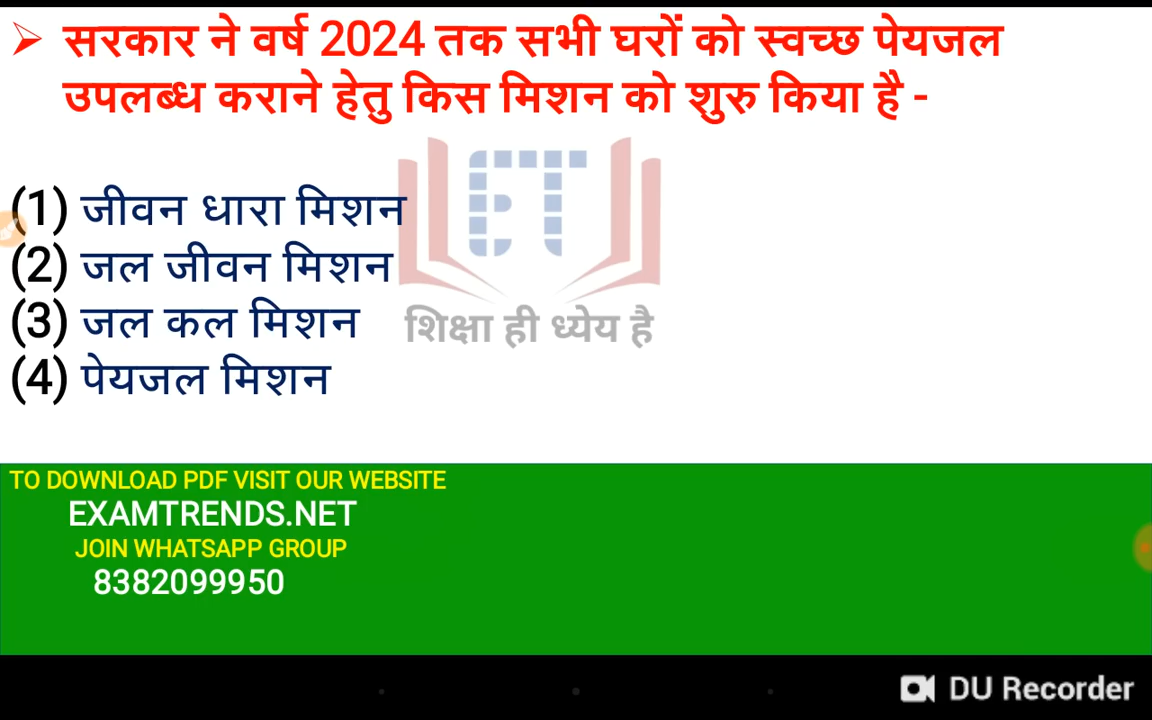 ➤ सरकार ने वर्ष 2024 तक सभी घरों को स्वच्छ पेयजल
उपलब्ध कराने हेतु किस मिशन को शुरु किया है -
ET
(1) जीवन धारा मिशन
(2) जल जीवन मिशन
(3) जल कल मिशन
शिक्षा ही ध्येय है
(4) पेयजल मिशन
TO DOWNLOAD PDF VISIT OUR WEBSITE
EXAMTRENDS.NET
JOIN WHATSAPP GROUP
8382099950
DU Recorder